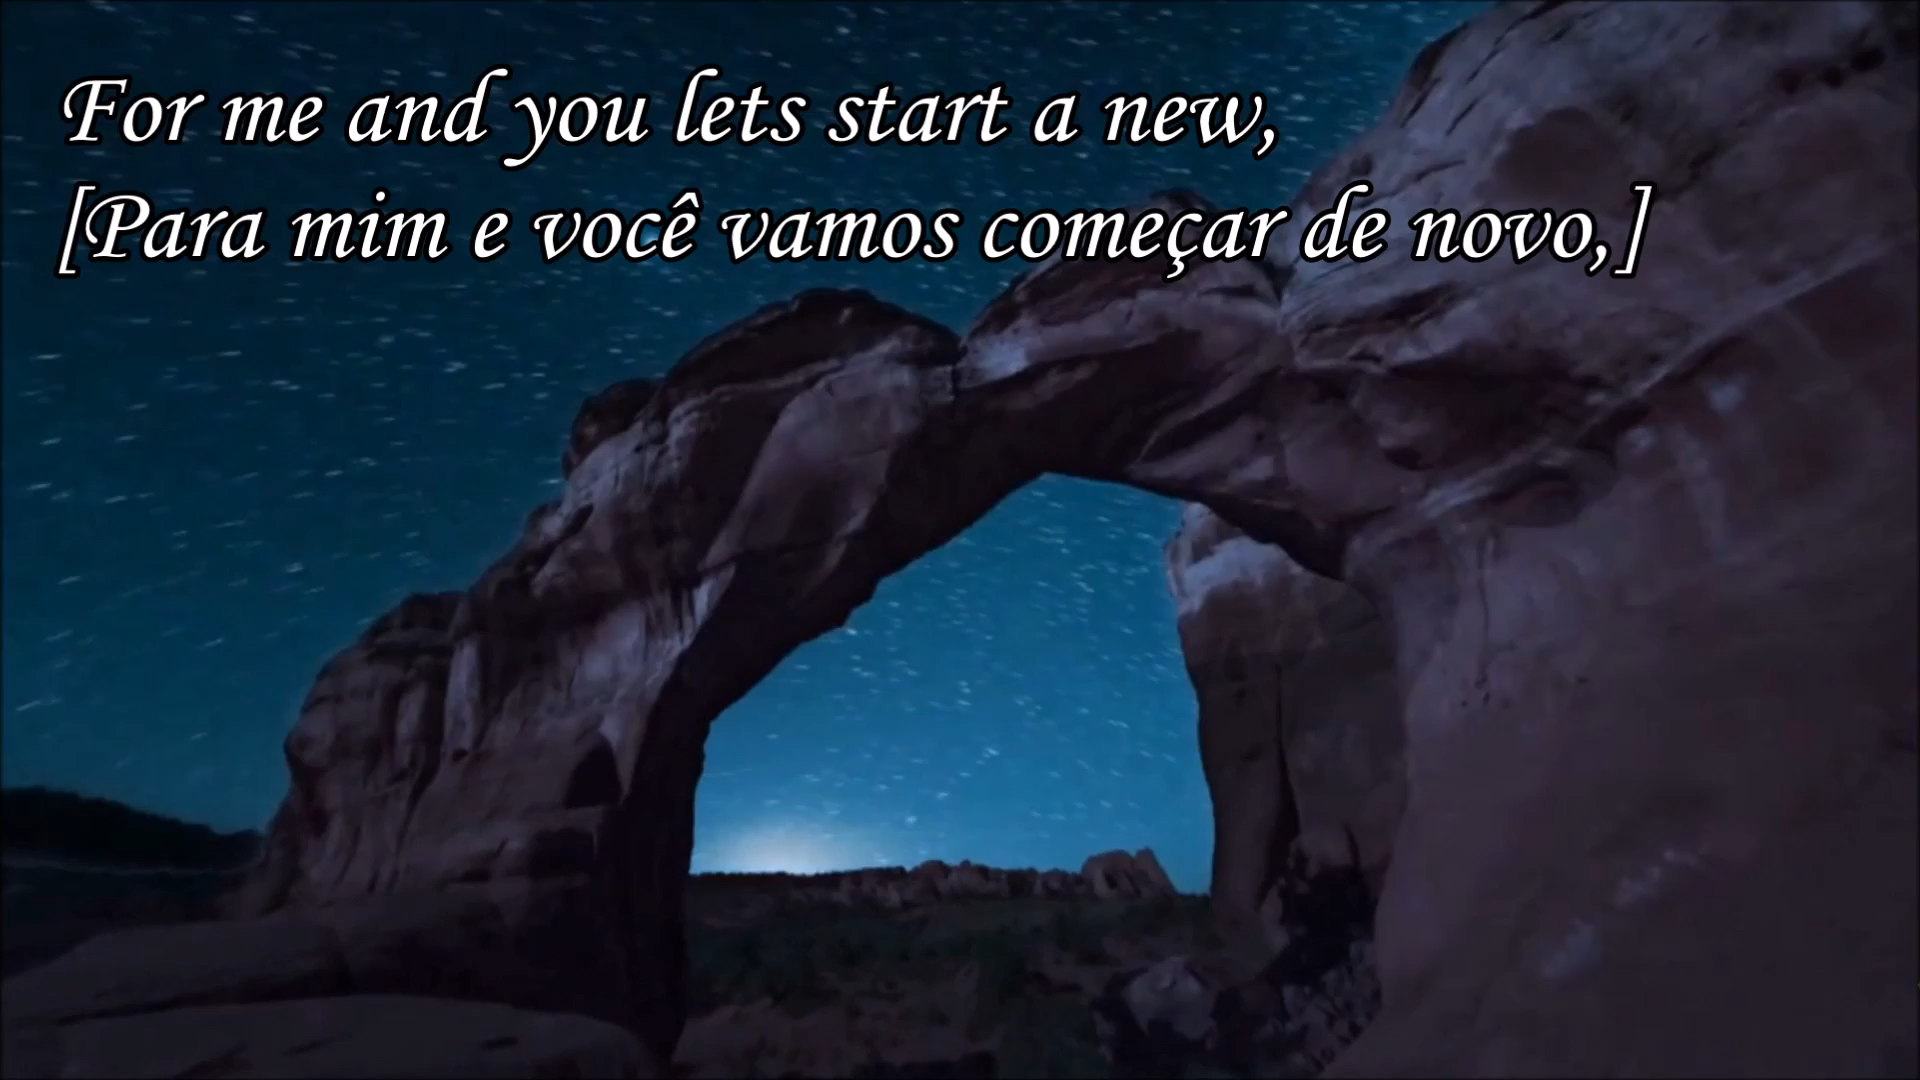 For me and you lets start a new,
[Para mim e você vamos começar de novo,]